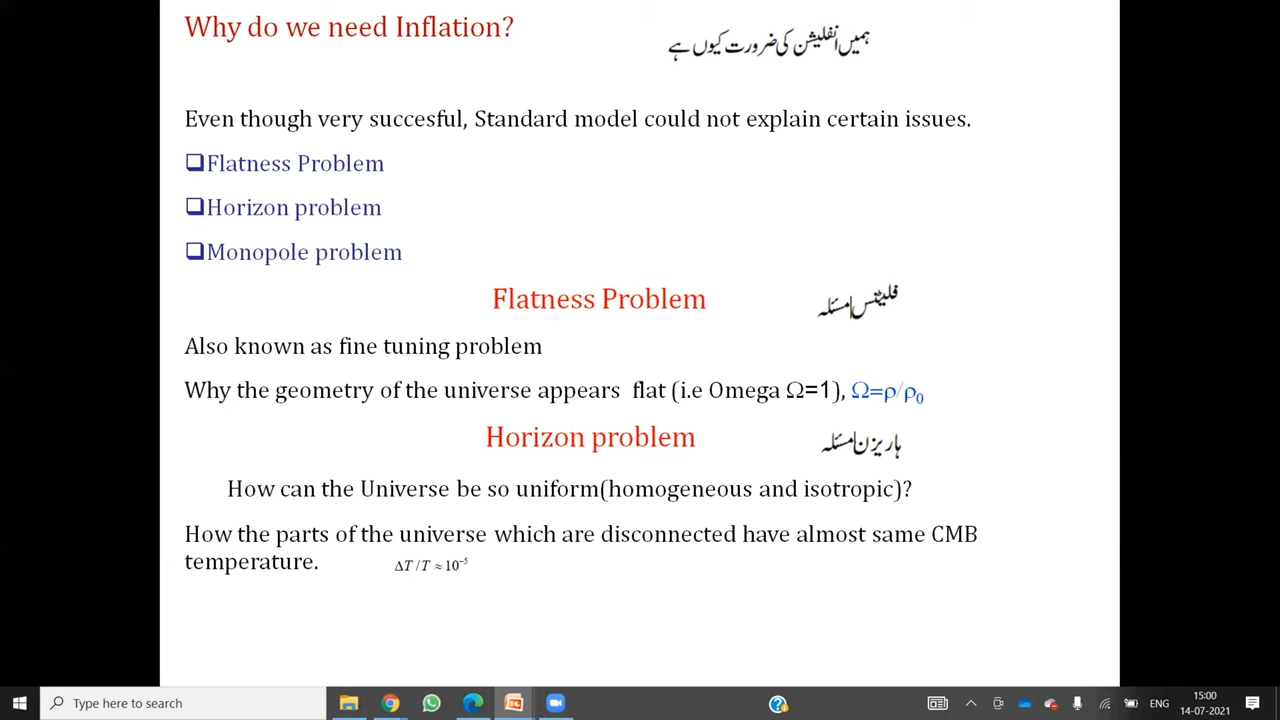 Why do we need Inflation?
ہمیں انفلیشن کی ضرورت کیوں ہے
Even though very succesful, Standard model could not explain certain issues.
❑Flatness Problem
❑Horizon problem
❑Monopole problem
Flatness Problem
فلیٹنس مسئلہ
Also known as fine tuning problem
Why the geometry of the universe appears flat (i.e Omega Ω=1), Ω=ρ/ρ₀
Horizon problem
ہاریزن مسئلہ
How can the Universe be so uniform(homogeneous and isotropic)?
How the parts of the universe which are disconnected have almost same CMB
temperature.
ΔT/T≈10⁻⁵
Type here to search
ENG
15:00
14-07-2021